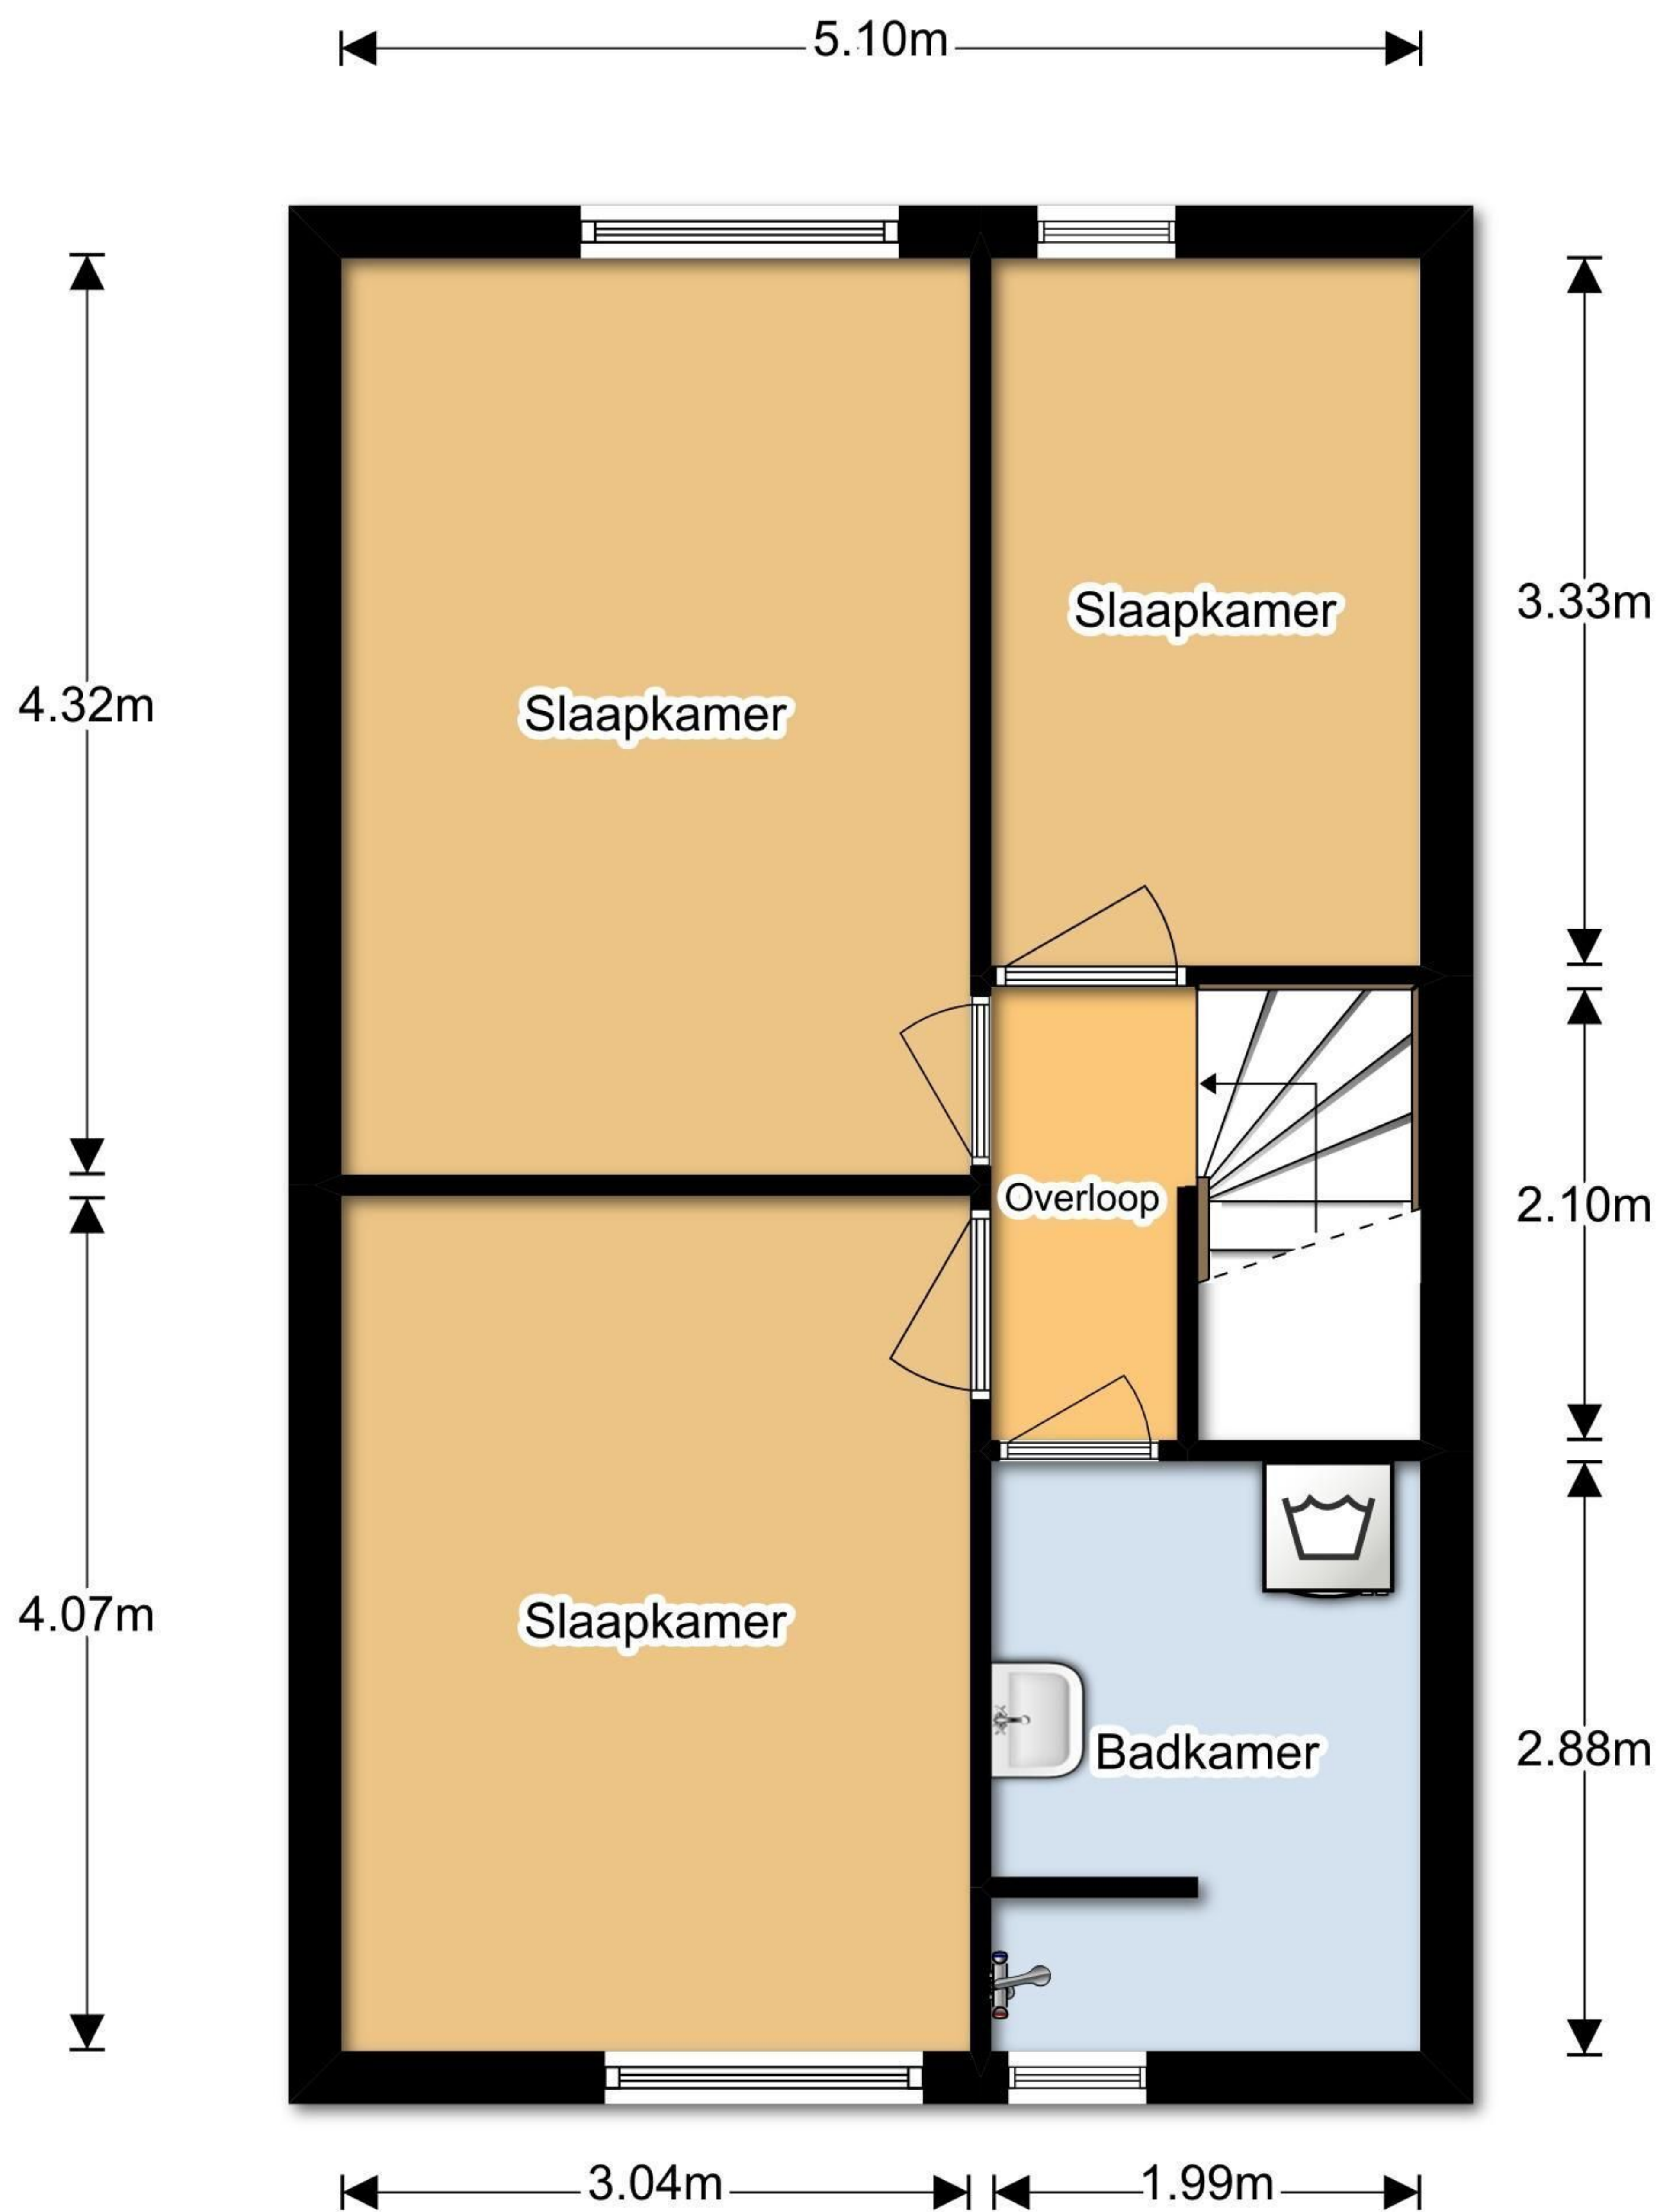 5.10m
Slaapkamer
3.33m
4.32m
Slaapkamer
Overloop
2.10m
4.07m
Slaapkamer
Badkamer
2.88m
3.04m
1.99m